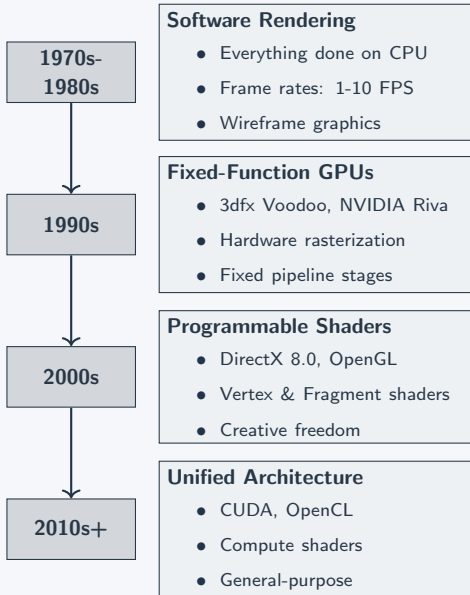 1970s-
1980s
Software Rendering
• Everything done on CPU
• Frame rates: 1-10 FPS
• Wireframe graphics
1990s
Fixed-Function GPUs
• 3dfx Voodoo, NVIDIA Riva
• Hardware rasterization
• Fixed pipeline stages
2000s
Programmable Shaders
• DirectX 8.0, OpenGL
• Vertex & Fragment shaders
• Creative freedom
2010s+
Unified Architecture
• CUDA, OpenCL
• Compute shaders
• General-purpose